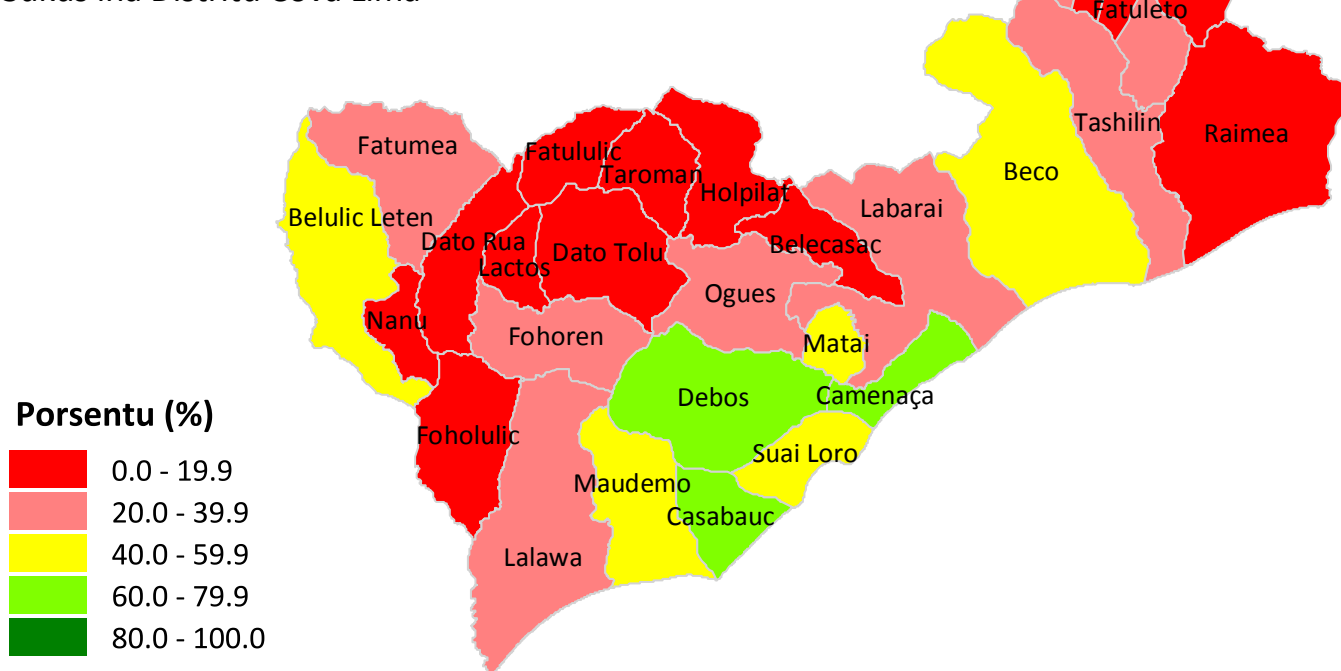 Fatuleto
Tashilin
Raimea
Fatumea
Fatululic
Taroman
Holpilat
Beco
Belulic Leten
Labarai
Dato Rua
Dato Tolu
Belecasac
Lactos
Ogues
Nanu
Fohoren
Matai
Debos
Camenaça
Porsentu (%)
Foholulic
Suai Loro
0.0 - 19.9
Maudemo
20.0 - 39.9
Casabauc
40.0 - 59.9
Lalawa
60.0 - 79.9
80.0 - 100.0